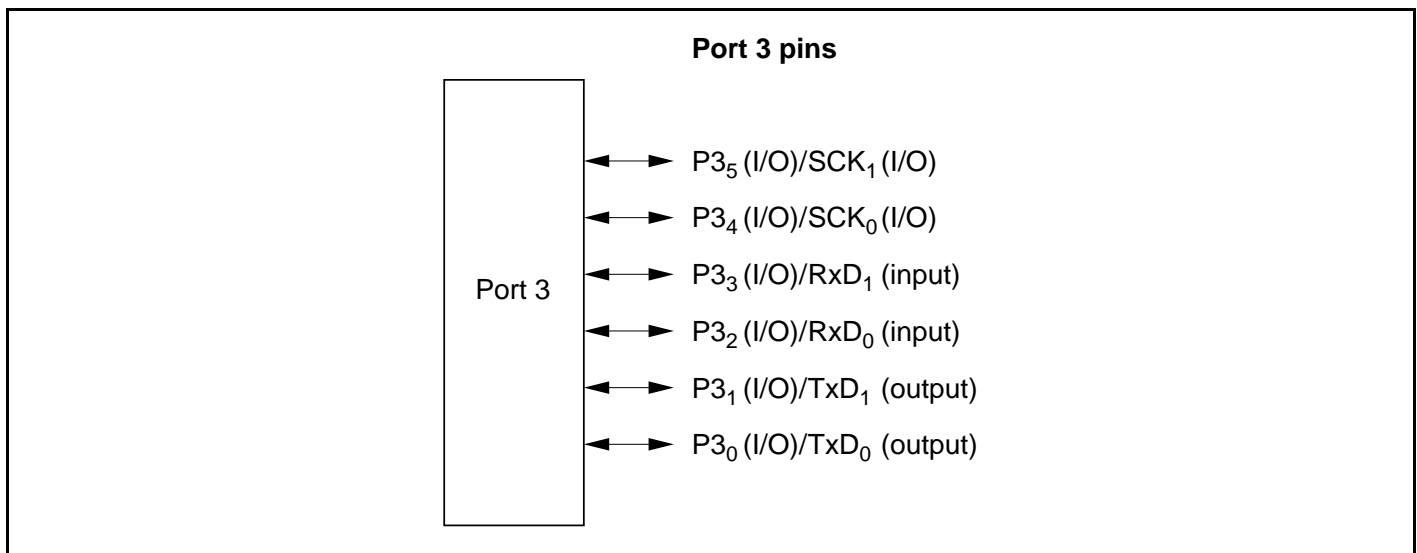 Port 3 pins
P3₅ (I/O)/SCK₁ (I/O)
P3₄ (I/O)/SCK₀ (I/O)
P3₃ (I/O)/RxD₁ (input)
Port 3
P3₂ (I/O)/RxD₀ (input)
P3₁ (I/O)/TxD₁ (output)
P3₀ (I/O)/TxD₀ (output)